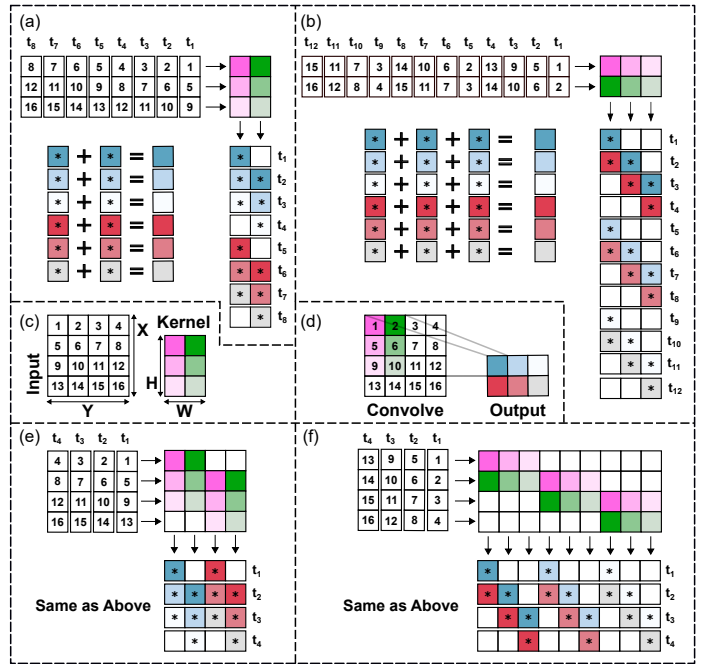 (a)
t8 t7 t6 t5 t4 t3 t2 t1
8 7 6 5 4 3 2 1
12 11 10 9 8 7 6 5
16 15 14 13 12 11 10 9
* + * =
* + * =
* + * =
* + * =
* + * =
* + * =
* t1
* * t2
* * t3
* t4
* t5
* * t6
* * t7
* t8
(b)
t12 t11 t10 t9 t8 t7 t6 t5 t4 t3 t2 t1
15 11 7 3 14 10 6 2 13 9 5 1
16 12 8 4 15 11 7 3 14 10 6 2
* + * + * =
* + * + * =
* + * + * =
* + * + * =
* + * + * =
* + * + * =
* t1
* * t2
* * t3
* t4
* t5
* * t6
* * t7
* t8
* t9
* * t10
* * t11
* t12
(c)
1 2 3 4
5 6 7 8
9 10 11 12
13 14 15 16
Input
Y
X
Kernel
H
W
(d)
1 2 3 4
5 6 7 8
9 10 11 12
13 14 15 16
Convolve
Output
(e)
t4 t3 t2 t1
4 3 2 1
8 7 6 5
12 11 10 9
16 15 14 13
Same as Above
* * t1
* * * * t2
* * * * t3
* * t4
(f)
t4 t3 t2 t1
13 9 5 1
14 10 6 2
15 11 7 3
16 12 8 4
Same as Above
* * * t1
* * * * * * t2
* * * * * * t3
* * * t4